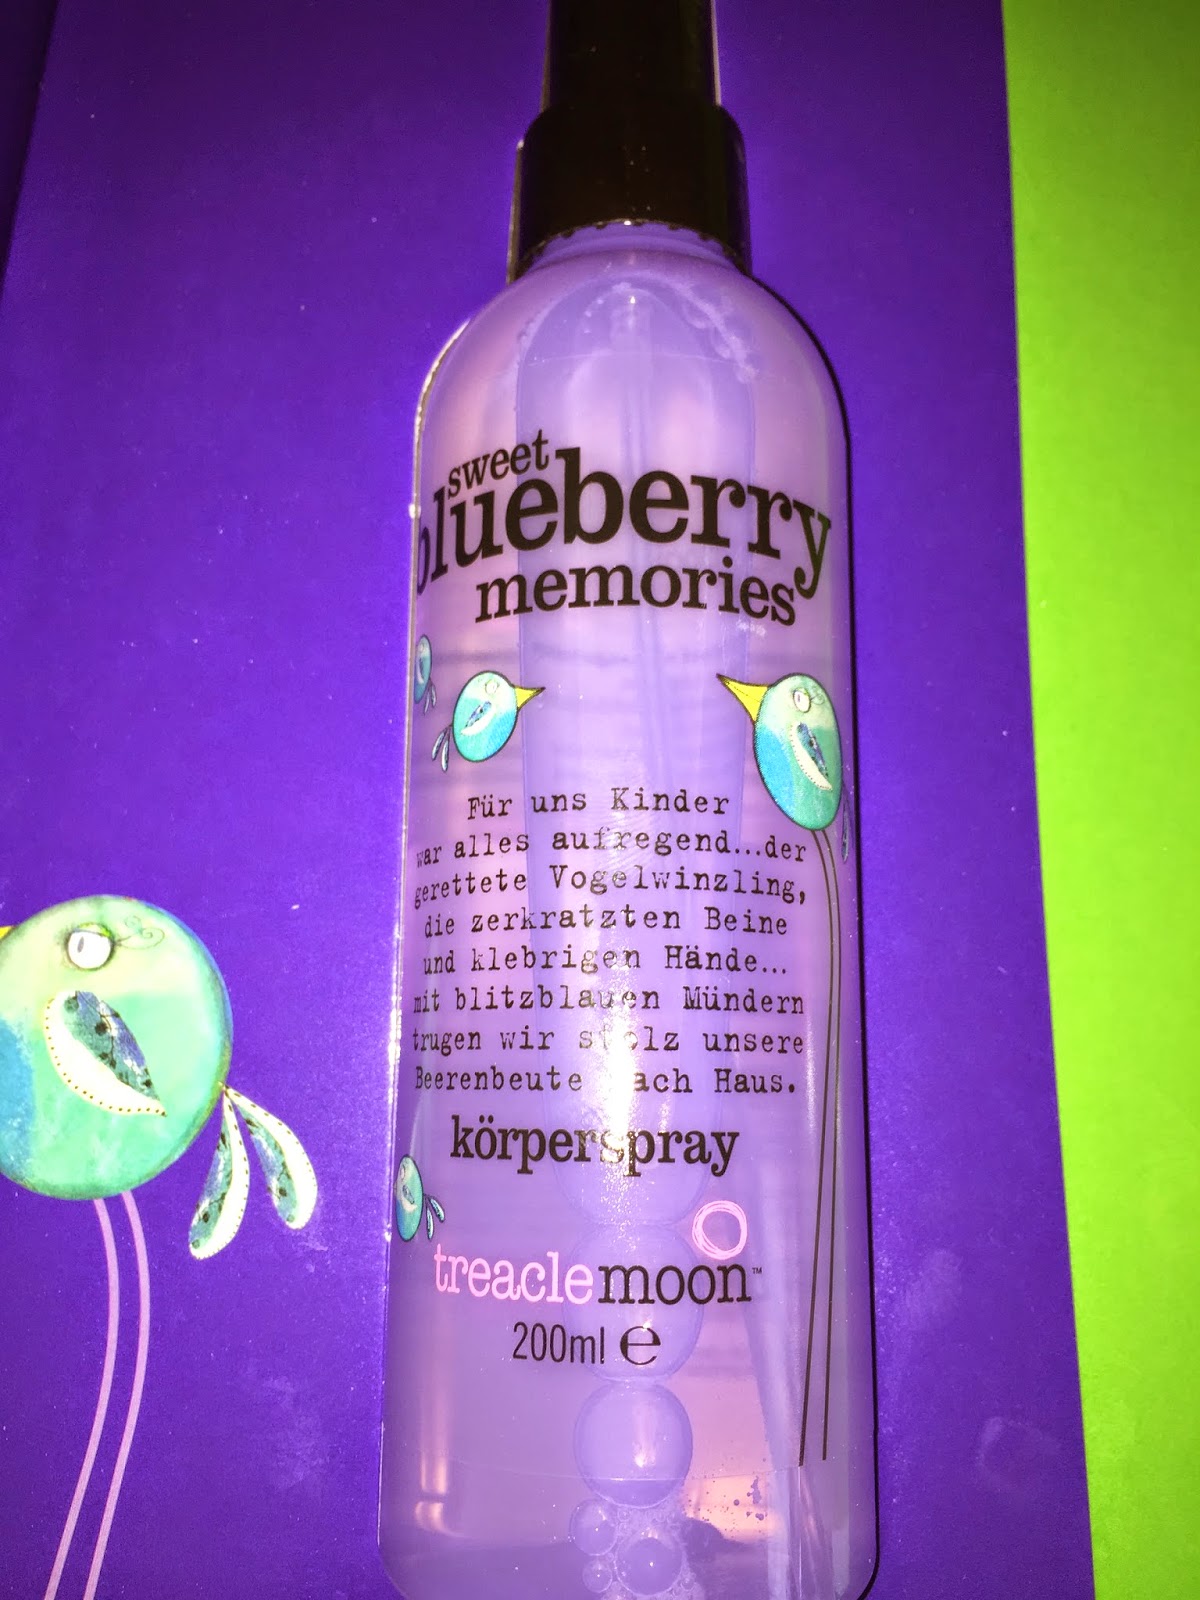 sweet
blueberry
memories
Für uns Kinder
war alles aufregend...der
gerettete Vogelwinzling,
die zerkratzten Beine
und klebrigen Hände...
mit blitzblauen Mündern
trugen wir stolz unsere
Beerenbeute nach Haus.
körperspray
treaclemoon™
200ml ℮